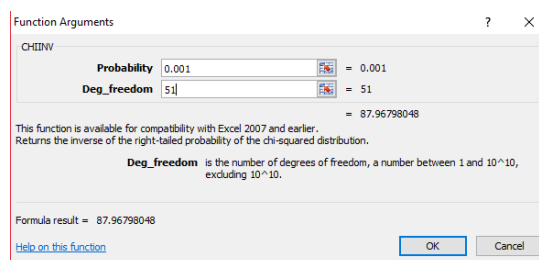 Function Arguments ? ×
CHIINV
Probability 0.001 = 0.001
Deg_freedom 51 = 51
= 87.96798048
This function is available for compatibility with Excel 2007 and earlier.
Returns the inverse of the right-tailed probability of the chi-squared distribution.
Deg_freedom is the number of degrees of freedom, a number between 1 and 10^10,
excluding 10^10.
Formula result = 87.96798048
Help on this function OK Cancel